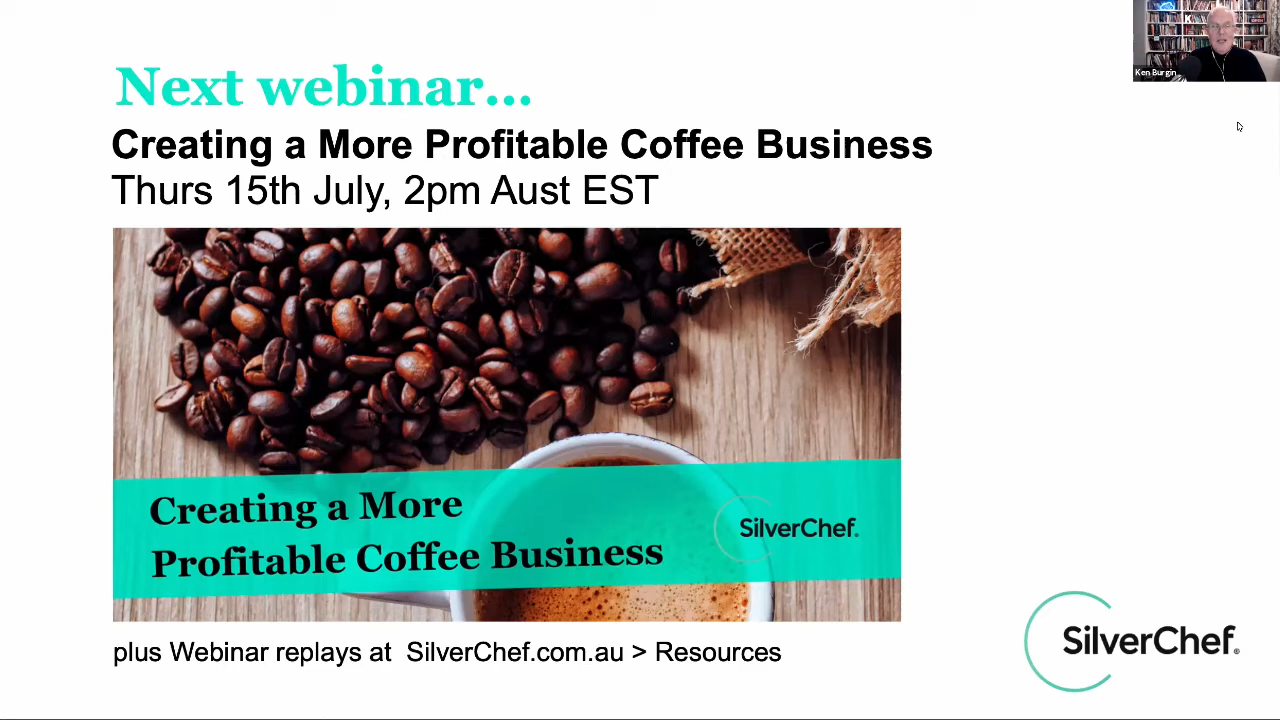 Next webinar...
Creating a More Profitable Coffee Business
Thurs 15th July, 2pm Aust EST
Creating a More
Profitable Coffee Business
SilverChef®
plus Webinar replays at SilverChef.com.au > Resources
SilverChef®
Ken Burgin